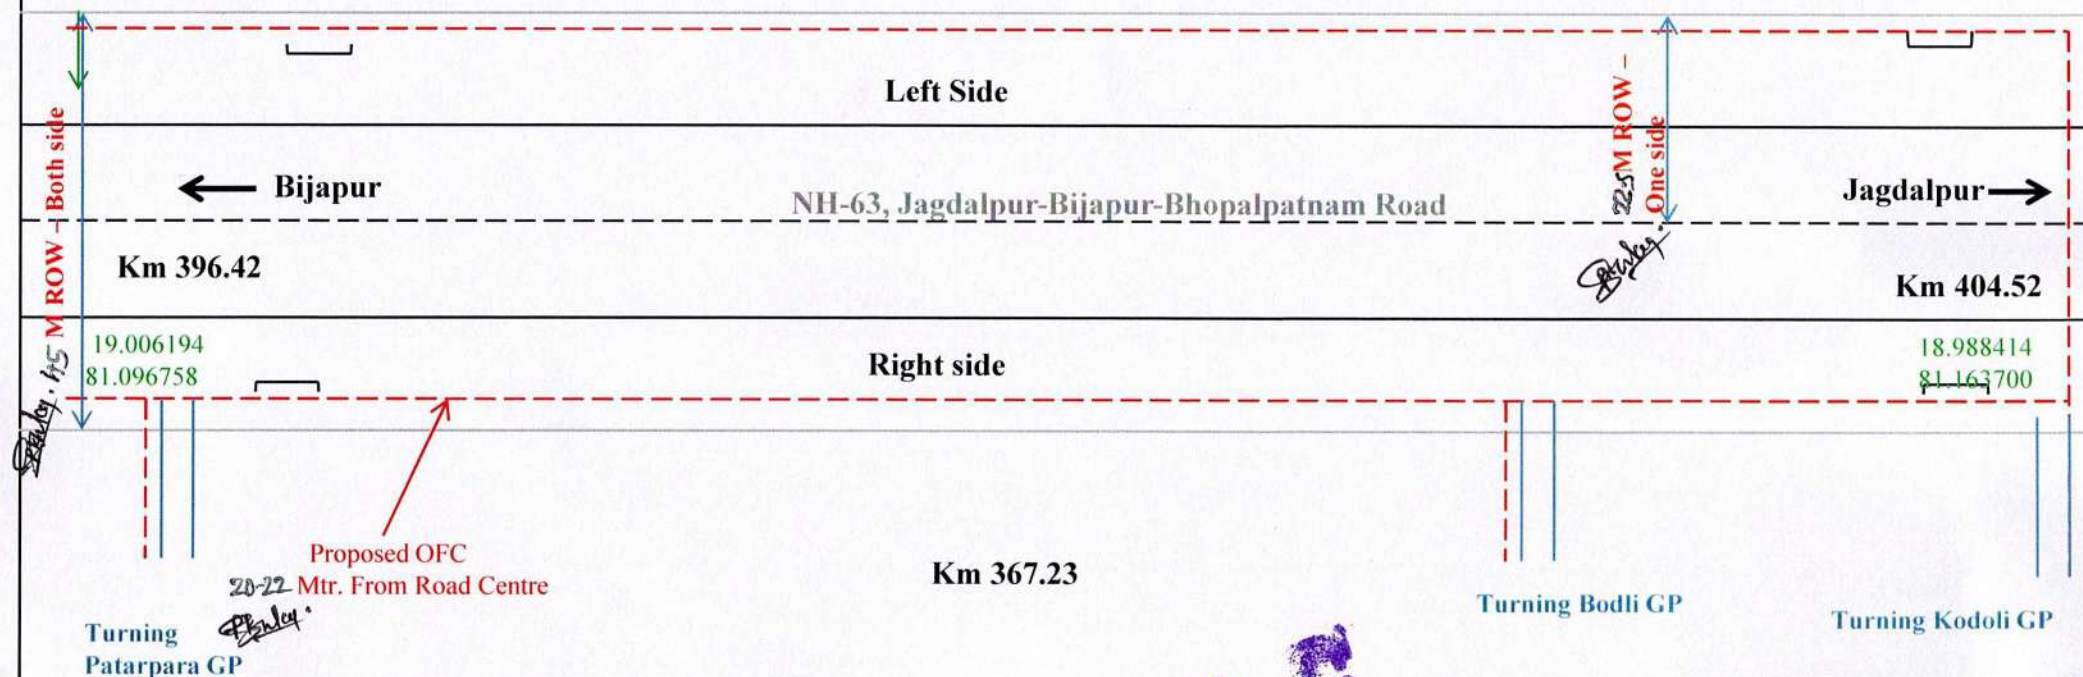 Left Side
45 M ROW – Both side
22.5 M ROW –
One side
Bijapur
NH-63, Jagdalpur-Bijapur-Bhopalpatnam Road
Jagdalpur
Km 396.42
Km 404.52
19.006194
81.096758
Right side
18.988414
81.163700
Proposed OFC
20-22 Mtr. From Road Centre
Km 367.23
Turning
Patarpara GP
Turning Bodli GP
Turning Kodoli GP